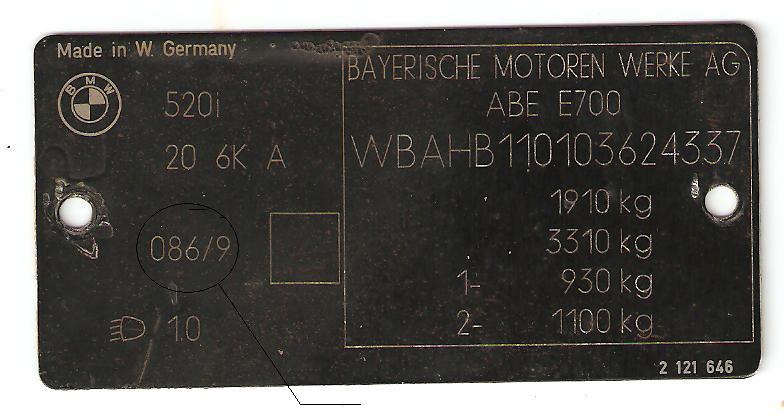 Made in W. Germany
BMW
520i
20 6K A
086/9
1.0
BAYERISCHE MOTOREN WERKE AG
ABE E700
WBAHB110103624337
1910 kg
3310 kg
1- 930 kg
2- 1100 kg
2 121 646